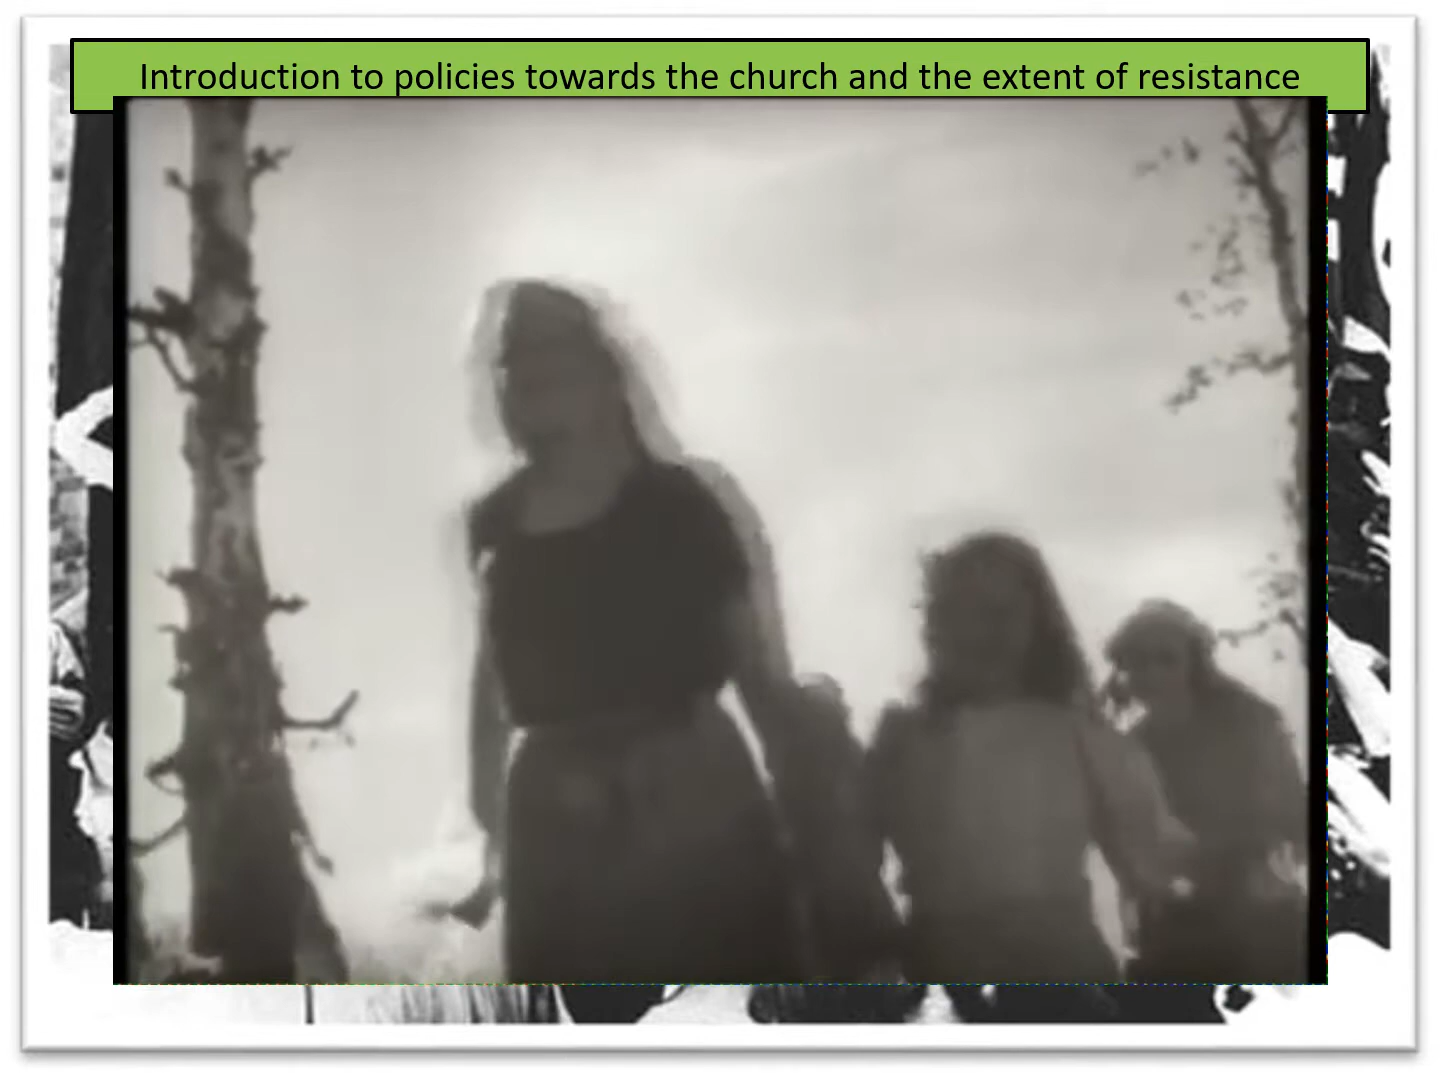 Introduction to policies towards the church and the extent of resistance